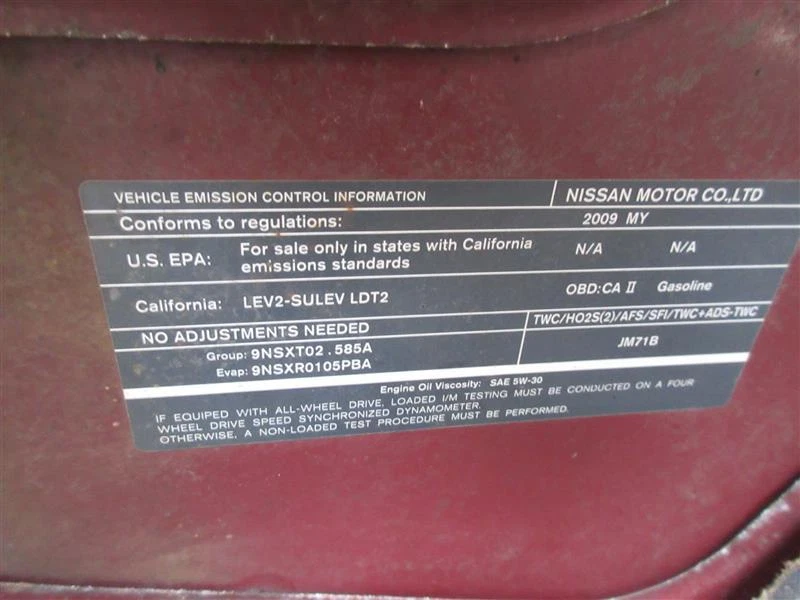 VEHICLE EMISSION CONTROL INFORMATION NISSAN MOTOR CO.,LTD
Conforms to regulations: 2009 MY
U.S. EPA: For sale only in states with California emissions standards N/A N/A
California: LEV2-SULEV LDT2 OBD:CA II Gasoline
NO ADJUSTMENTS NEEDED TWC/HO2S(2)/AFS/SFI/TWC+ADS-TWC
Group: 9NSXT02.585A JM71B
Evap: 9NSXR0105PBA
Engine Oil Viscosity: SAE 5W-30
IF EQUIPED WITH ALL-WHEEL DRIVE, LOADED I/M TESTING MUST BE CONDUCTED ON A FOUR
WHEEL DRIVE SPEED SYNCHRONIZED DYNAMOMETER.
OTHERWISE, A NON-LOADED TEST PROCEDURE MUST BE PERFORMED.